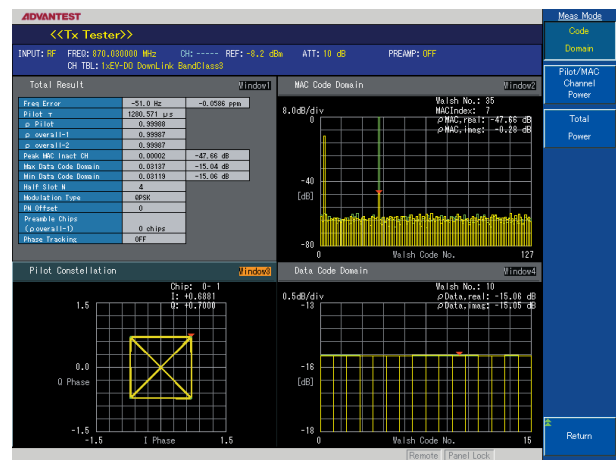 ADVANTEST
<<Tx Tester>>
INPUT: RF FREQ: 870.030000 MHz CH: ----- REF: -8.2 dBm ATT: 10 dB PREAMP: OFF
CH TBL: 1xEV-DO DownLink BandClass3
Total Result Window1
Freq Error -51.0 Hz -0.0586 ppm
Pilot τ 1280.571 μs
ρ Pilot 0.99988
ρ overall-1 0.99987
ρ overall-2 0.99987
Peak MAC Inact CH 0.00002 -47.66 dB
Max Data Code Domain 0.03137 -15.04 dB
Min Data Code Domain 0.03119 -15.06 dB
Half Slot N 4
Modulation Type QPSK
PN Offset 0
Preamble Chips
(ρoverall-1) 0 chips
Phase Tracking OFF
MAC Code Domain Window2
Walsh No.: 35
8.0dB/div MACIndex: 7
0 ρMAC,real: -47.66 dB
ρMAC,imag: -0.28 dB
-40
[dB]
-80
0 Walsh Code No. 127
Pilot Constellation Window3
Chip: 0- 1
I: +0.6881
1.5 Q: +0.7000
0.0
Q Phase
-1.5
-1.5 I Phase 1.5
Data Code Domain Window4
Walsh No.: 10
0.5dB/div ρData,real: -15.06 dB
-13 ρData,imag: -15.05 dB
-16
[dB]
-18
0 Walsh Code No. 15
Remote Panel Lock
Meas Mode
Code
Domain
Pilot/MAC
Channel
Power
Total
Power
Return